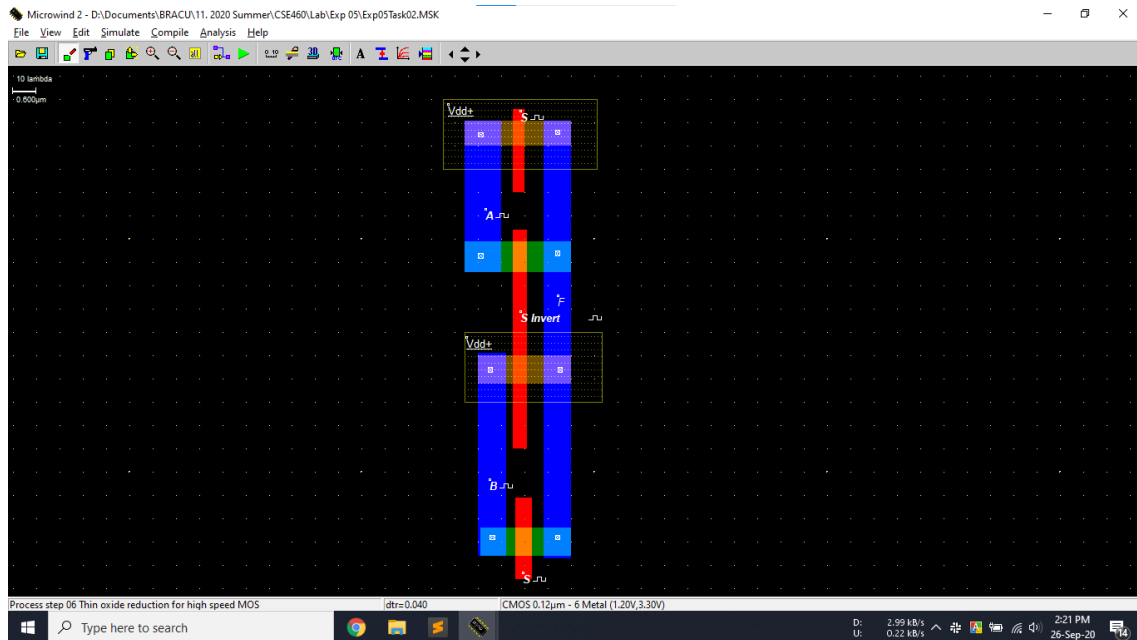 Microwind 2 - D:\Documents\BRACU\11. 2020 Summer\CSE460\Lab\Exp 05\Exp05Task02.MSK
File View Edit Simulate Compile Analysis Help
10 lambda
0.600µm
Vdd+
S
A
F
S Invert
Vdd+
B
S
Process step 06 Thin oxide reduction for high speed MOS
dtr=0.040
CMOS 0.12µm - 6 Metal (1.20V,3.30V)
Type here to search
D: 2.99 kB/s
U: 0.22 kB/s
2:21 PM
26-Sep-20
14